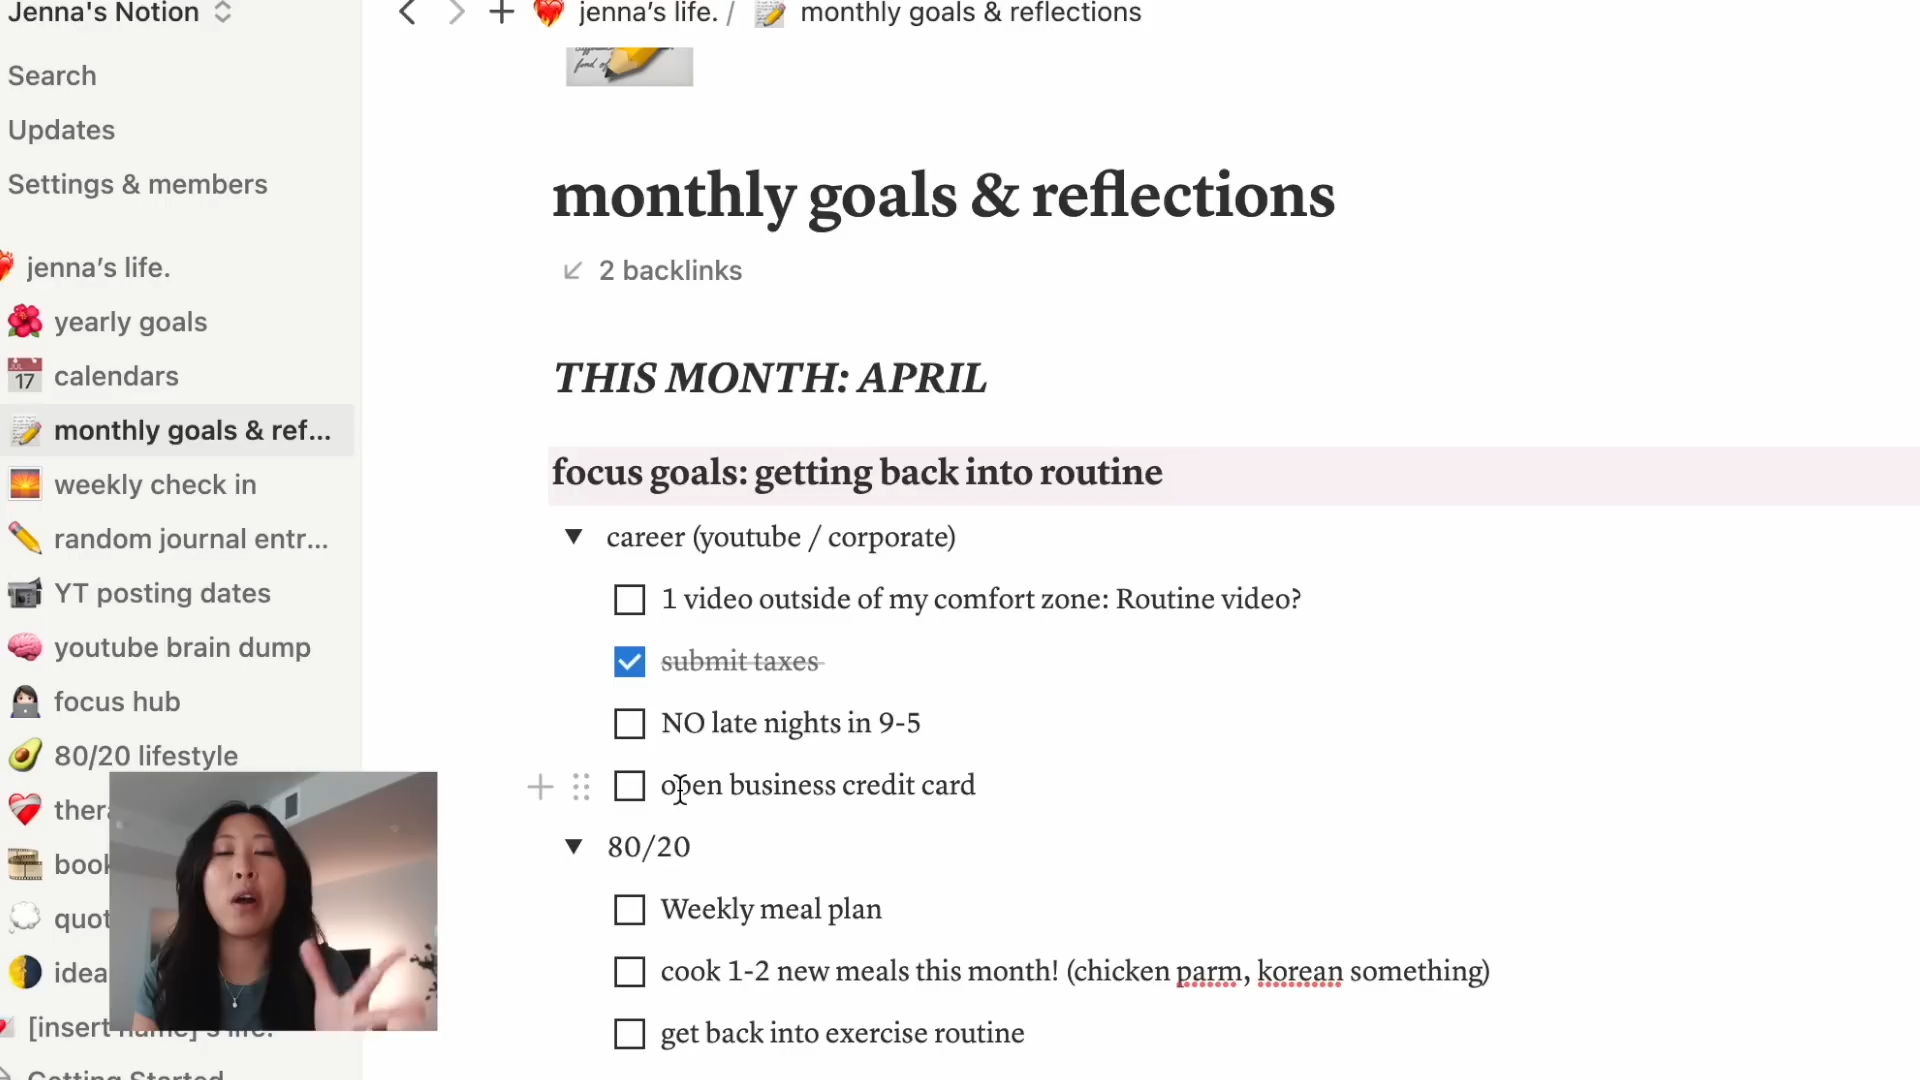 Jenna's Notion
jenna's life. / monthly goals & reflections
Search
Updates
Settings & members
jenna's life.
yearly goals
JUL
17
calendars
monthly goals & ref...
weekly check in
random journal entr...
YT posting dates
youtube brain dump
focus hub
80/20 lifestyle
find of
monthly goals & reflections
2 backlinks
THIS MONTH: APRIL
focus goals: getting back into routine
career (youtube / corporate)
1 video outside of my comfort zone: Routine video?
submit taxes
NO late nights in 9-5
open business credit card
80/20
Weekly meal plan
cook 1-2 new meals this month! (chicken parm, korean something)
get back into exercise routine